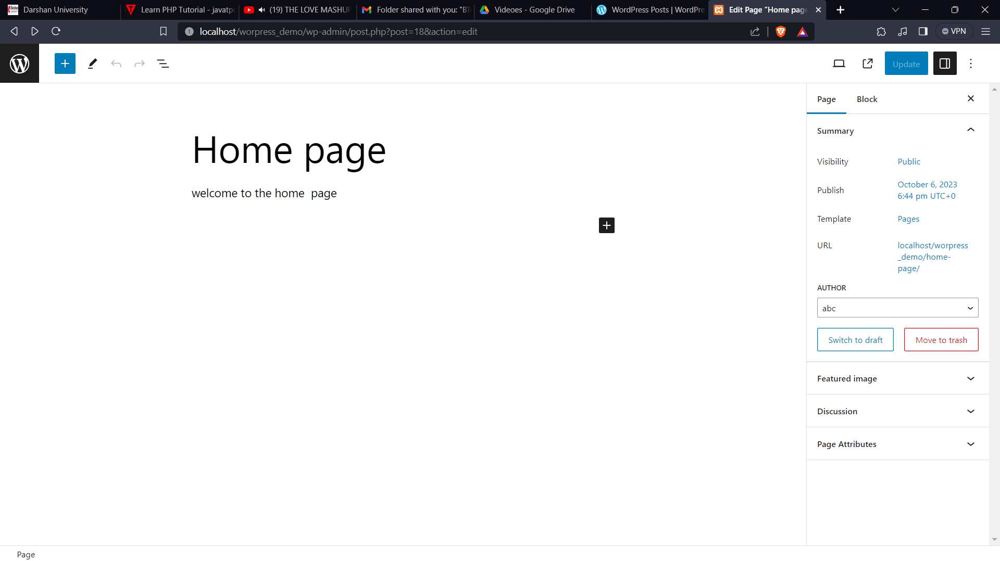 Darshan University
Learn PHP Tutorial - javatpo
(19) THE LOVE MASHUP
Folder shared with you: "BT
Videoes - Google Drive
WordPress Posts | WordPre
Edit Page “Home page
localhost/worpress_demo/wp-admin/post.php?post=18&action=edit
VPN
Update
Page
Block
Summary
Home page
Visibility
Public
welcome to the home  page
Publish
October 6, 2023
6:44 pm UTC+0
Template
Pages
URL
localhost/worpress
_demo/home-
page/
AUTHOR
abc
Switch to draft
Move to trash
Featured image
Discussion
Page Attributes
Page